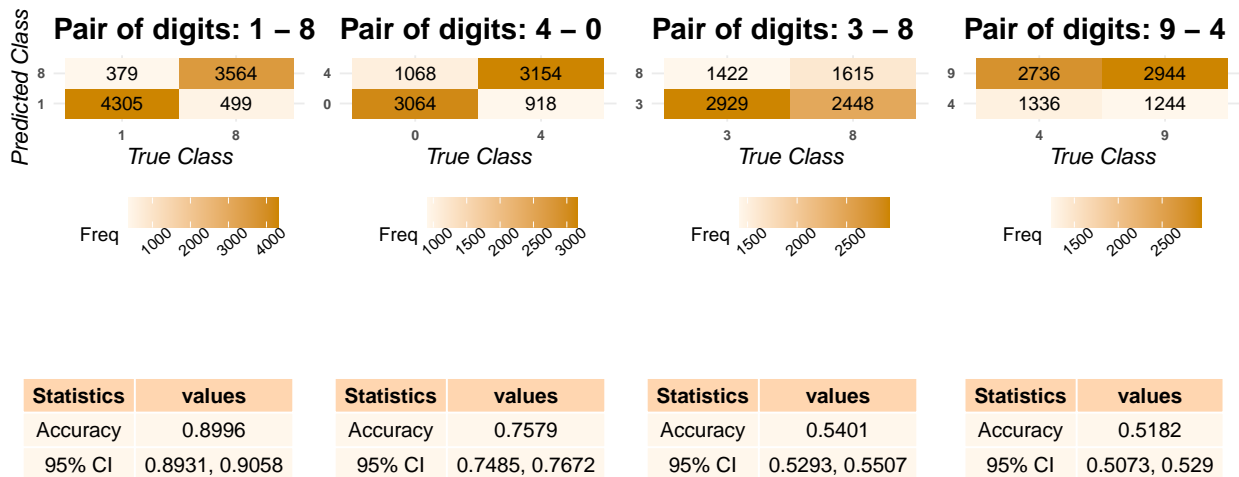 Pair of digits: 1 – 8
Predicted Class
8
379
3564
1
4305
499
1
8
True Class
Freq
1000
2000
3000
4000
Statistics values
Accuracy 0.8996
95% CI 0.8931, 0.9058
Pair of digits: 4 – 0
4
1068
3154
0
3064
918
0
4
True Class
Freq
1000
1500
2000
2500
3000
Statistics values
Accuracy 0.7579
95% CI 0.7485, 0.7672
Pair of digits: 3 – 8
8
1422
1615
3
2929
2448
3
8
True Class
Freq
1500
2000
2500
Statistics values
Accuracy 0.5401
95% CI 0.5293, 0.5507
Pair of digits: 9 – 4
9
2736
2944
4
1336
1244
4
9
True Class
Freq
1500
2000
2500
Statistics values
Accuracy 0.5182
95% CI 0.5073, 0.529